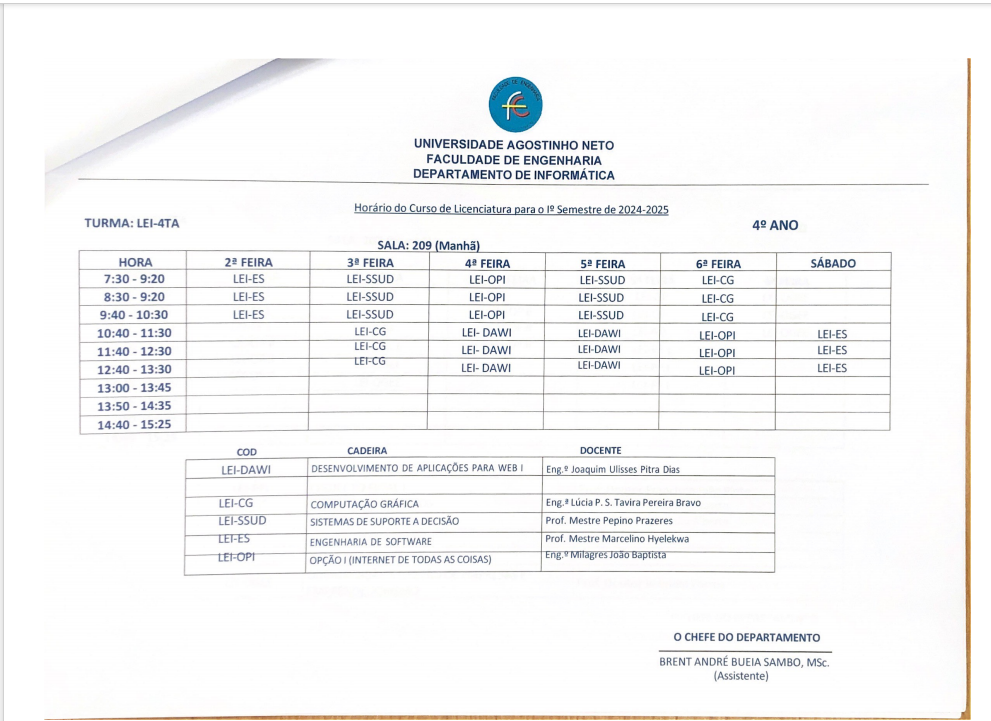 FACULDADE DE ENGENHARIA
UNIVERSIDADE AGOSTINHO NETO
FACULDADE DE ENGENHARIA
DEPARTAMENTO DE INFORMÁTICA
Horário do Curso de Licenciatura para o Iº Semestre de 2024-2025
TURMA: LEI-4TA 4º ANO
SALA: 209 (Manhã)
HORA 2ª FEIRA 3ª FEIRA 4ª FEIRA 5ª FEIRA 6ª FEIRA SÁBADO
7:30 - 9:20 LEI-ES LEI-SSUD LEI-OPI LEI-SSUD LEI-CG
8:30 - 9:20 LEI-ES LEI-SSUD LEI-OPI LEI-SSUD LEI-CG
9:40 - 10:30 LEI-ES LEI-SSUD LEI-OPI LEI-SSUD LEI-CG
10:40 - 11:30 LEI-CG LEI- DAWI LEI-DAWI LEI-OPI LEI-ES
11:40 - 12:30 LEI-CG LEI- DAWI LEI-DAWI LEI-OPI LEI-ES
12:40 - 13:30 LEI-CG LEI- DAWI LEI-DAWI LEI-OPI LEI-ES
13:00 - 13:45
13:50 - 14:35
14:40 - 15:25
COD CADEIRA DOCENTE
LEI-DAWI DESENVOLVIMENTO DE APLICAÇÕES PARA WEB I Eng.º Joaquim Ulisses Pitra Dias
LEI-CG COMPUTAÇÃO GRÁFICA Eng.ª Lúcia P. S. Tavira Pereira Bravo
LEI-SSUD SISTEMAS DE SUPORTE A DECISÃO Prof. Mestre Pepino Prazeres
LEI-ES ENGENHARIA DE SOFTWARE Prof. Mestre Marcelino Hyelekwa
LEI-OPI OPÇÃO I (INTERNET DE TODAS AS COISAS) Eng.º Milagres João Baptista
O CHEFE DO DEPARTAMENTO
BRENT ANDRÉ BUEIA SAMBO, MSc.
(Assistente)